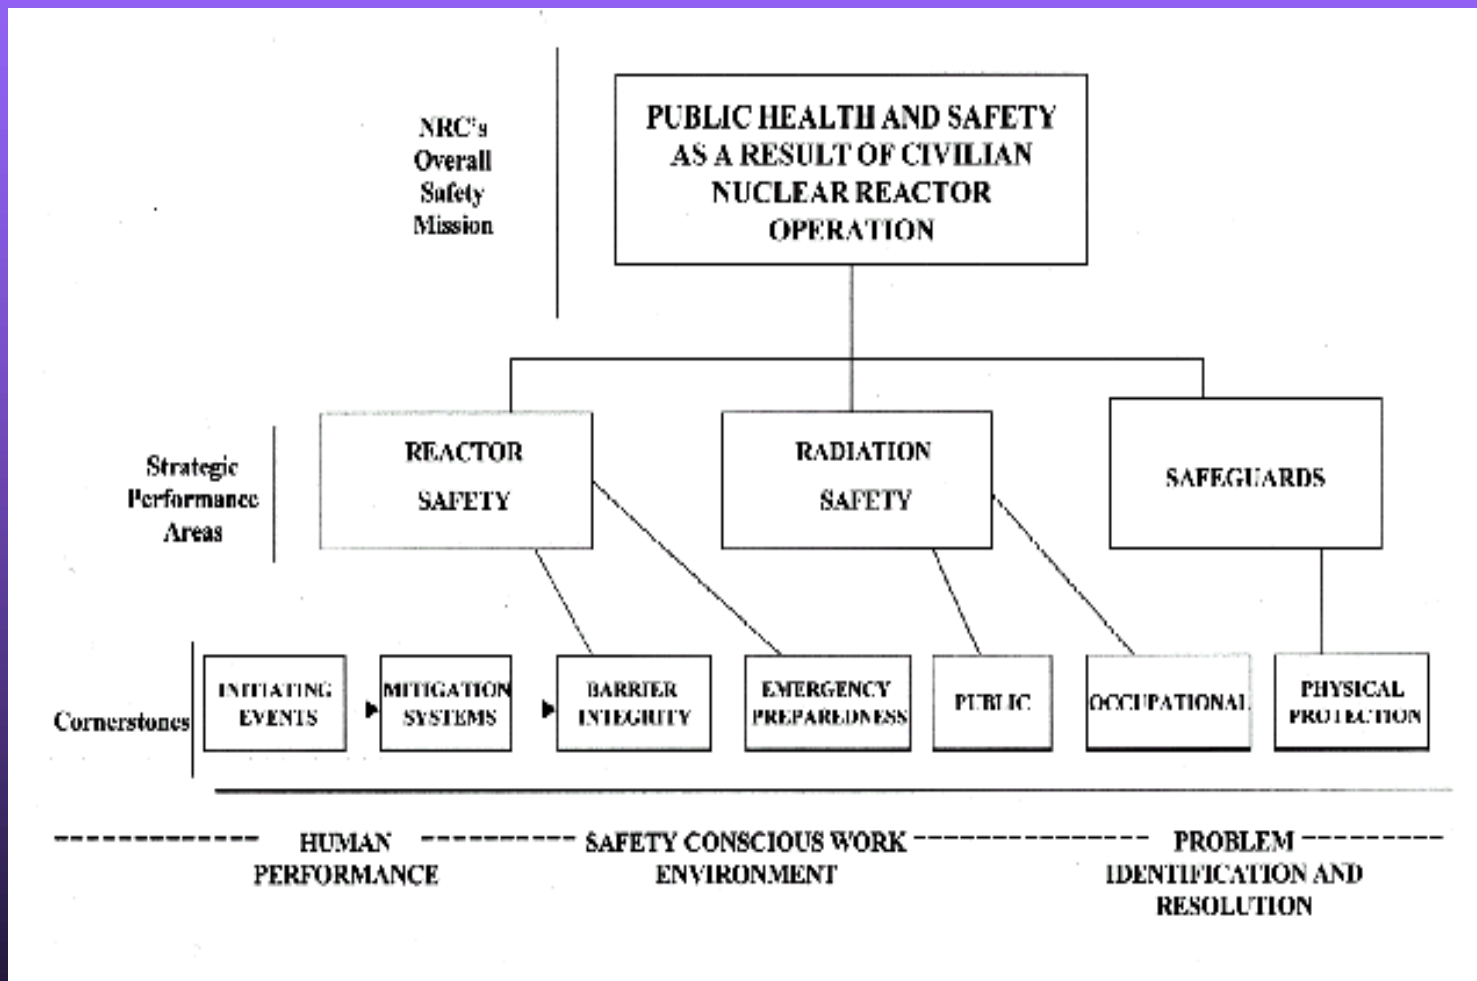 NRC's
Overall
Safety
Mission
PUBLIC HEALTH AND SAFETY
AS A RESULT OF CIVILIAN
NUCLEAR REACTOR
OPERATION
Strategic
Performance
Areas
REACTOR
SAFETY
RADIATION
SAFETY
SAFEGUARDS
Cornerstones
INITIATING
EVENTS
MITIGATION
SYSTEMS
BARRIER
INTEGRITY
EMERGENCY
PREPAREDNESS
PUBLIC
OCCUPATIONAL
PHYSICAL
PROTECTION
HUMAN
PERFORMANCE
SAFETY CONSCIOUS WORK
ENVIRONMENT
PROBLEM
IDENTIFICATION AND
RESOLUTION